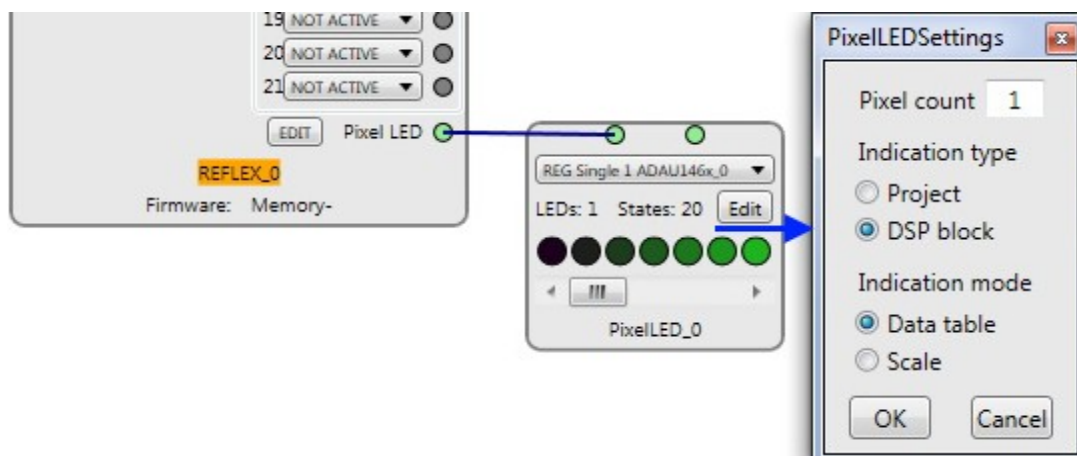 19 NOT ACTIVE
20 NOT ACTIVE
21 NOT ACTIVE
EDIT Pixel LED
REFLEX_0
Firmware: Memory-
REG Single 1 ADAU146x_0
LEDs: 1 States: 20 Edit
PixelLED_0
PixelLEDSettings
Pixel count 1
Indication type
Project
DSP block
Indication mode
Data table
Scale
OK Cancel